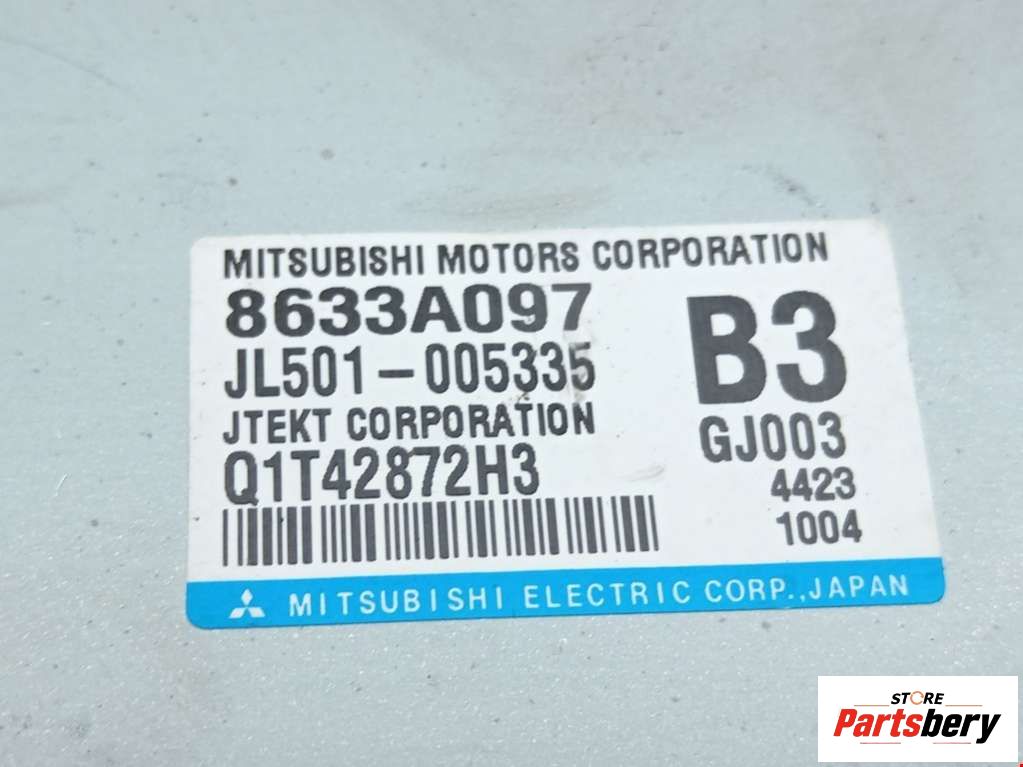 MITSUBISHI MOTORS CORPORATION
8633A097
B3
JL501-005335
JTEKT CORPORATION
GJ003
Q1T42872H3
4423
1004
MITSUBISHI ELECTRIC CORP.,JAPAN
STORE
Partsbery